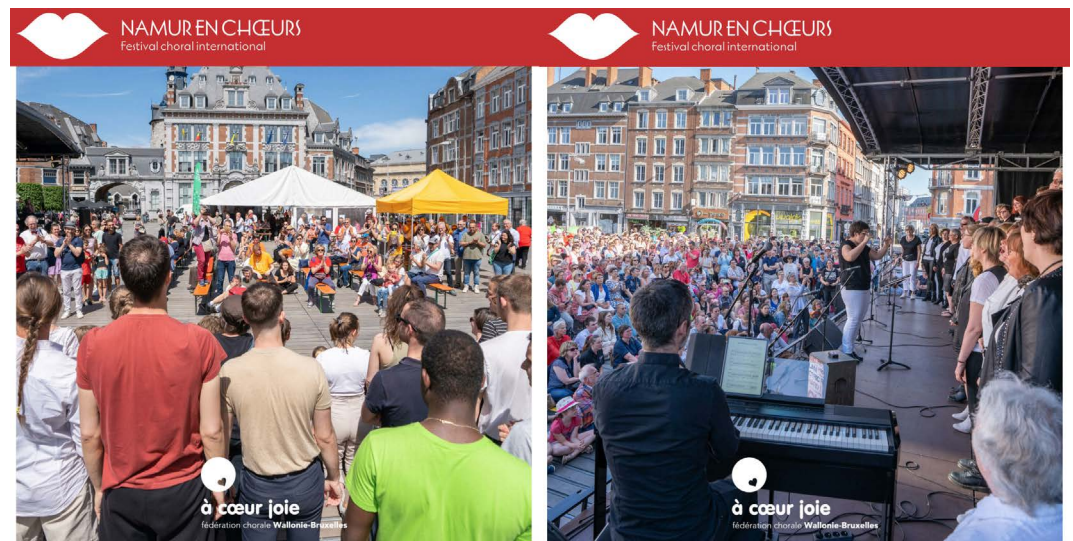 NAMUR EN CHŒURS
Festival choral international
à cœur joie
fédération chorale Wallonie-Bruxelles
NAMUR EN CHŒURS
Festival choral international
à cœur joie
fédération chorale Wallonie-Bruxelles